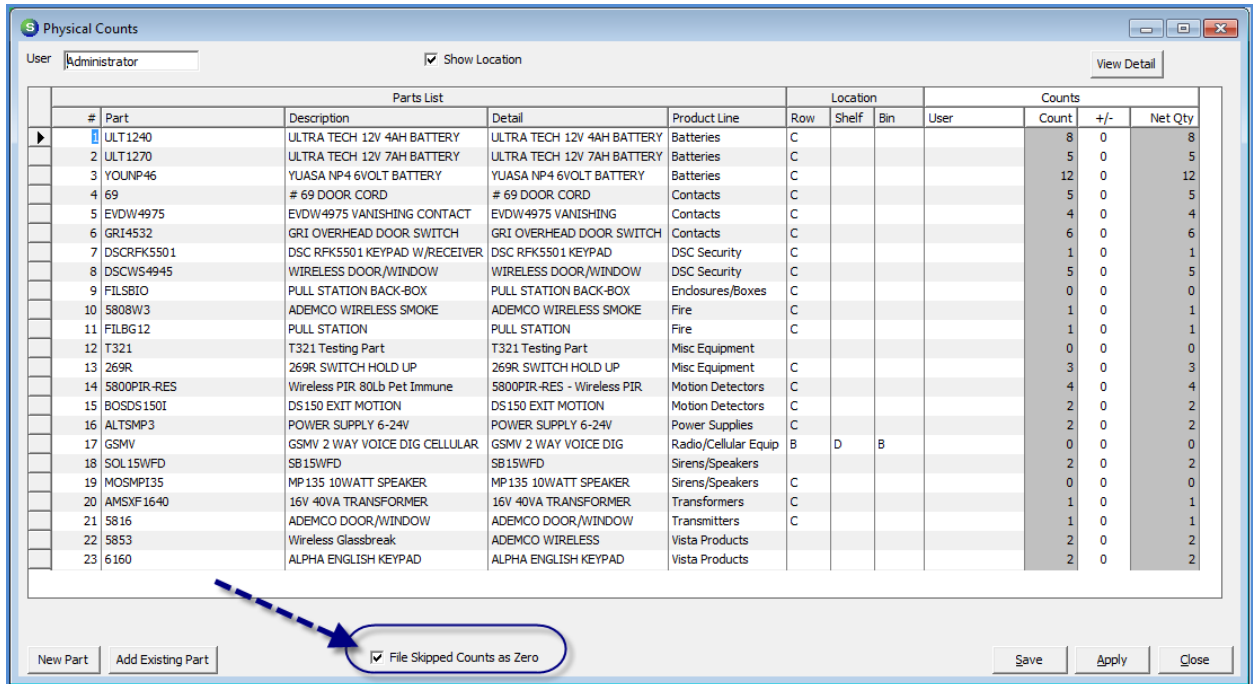 S Physical Counts
User Administrator Show Location View Detail
Parts List Location Counts
# Part Description Detail Product Line Row Shelf Bin User Count +/- Net Qty
1 ULT1240 ULTRA TECH 12V 4AH BATTERY ULTRA TECH 12V 4AH BATTERY Batteries C 8 0 8
2 ULT1270 ULTRA TECH 12V 7AH BATTERY ULTRA TECH 12V 7AH BATTERY Batteries C 5 0 5
3 YOUNP46 YUASA NP4 6VOLT BATTERY YUASA NP4 6VOLT BATTERY Batteries C 12 0 12
4 69 # 69 DOOR CORD # 69 DOOR CORD Contacts C 5 0 5
5 EVDW4975 EVDW4975 VANISHING CONTACT EVDW4975 VANISHING Contacts C 4 0 4
6 GRI4532 GRI OVERHEAD DOOR SWITCH GRI OVERHEAD DOOR SWITCH Contacts C 6 0 6
7 DSCRFK5501 DSC RFK5501 KEYPAD W/RECEIVER DSC RFK5501 KEYPAD DSC Security C 1 0 1
8 DSCWS4945 WIRELESS DOOR/WINDOW WIRELESS DOOR/WINDOW DSC Security C 5 0 5
9 FILSBIO PULL STATION BACK-BOX PULL STATION BACK-BOX Enclosures/Boxes C 0 0 0
10 5808W3 ADEMCO WIRELESS SMOKE ADEMCO WIRELESS SMOKE Fire C 1 0 1
11 FILBG12 PULL STATION PULL STATION Fire C 1 0 1
12 T321 T321 Testing Part T321 Testing Part Misc Equipment 0 0 0
13 269R 269R SWITCH HOLD UP 269R SWITCH HOLD UP Misc Equipment C 3 0 3
14 5800PIR-RES Wireless PIR 80Lb Pet Immune 5800PIR-RES - Wireless PIR Motion Detectors C 4 0 4
15 BOSDS150I DS150 EXIT MOTION DS150 EXIT MOTION Motion Detectors C 2 0 2
16 ALTSMP3 POWER SUPPLY 6-24V POWER SUPPLY 6-24V Power Supplies C 2 0 2
17 GSMV GSMV 2 WAY VOICE DIG CELLULAR GSMV 2 WAY VOICE DIG Radio/Cellular Equip B D B 0 0 0
18 SOL15WFD SB15WFD SB15WFD Sirens/Speakers 2 0 2
19 MOSMPI35 MP135 10WATT SPEAKER MP135 10WATT SPEAKER Sirens/Speakers C 0 0 0
20 AMSXF1640 16V 40VA TRANSFORMER 16V 40VA TRANSFORMER Transformers C 1 0 1
21 5816 ADEMCO DOOR/WINDOW ADEMCO DOOR/WINDOW Transmitters C 1 0 1
22 5853 Wireless Glassbreak ADEMCO WIRELESS Vista Products 2 0 2
23 6160 ALPHA ENGLISH KEYPAD ALPHA ENGLISH KEYPAD Vista Products 2 0 2
New Part Add Existing Part File Skipped Counts as Zero Save Apply Close